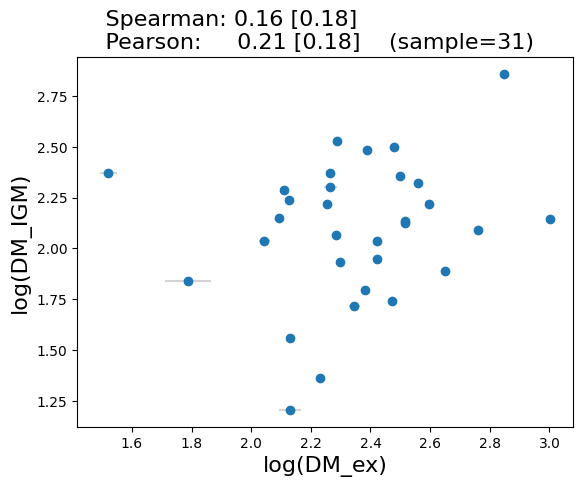 Spearman: 0.16 [0.18]
Pearson: 0.21 [0.18] (sample=31)
2.75
2.50
2.25
2.00
1.75
1.50
1.25
log(DM_IGM)
1.6 1.8 2.0 2.2 2.4 2.6 2.8 3.0
log(DM_ex)